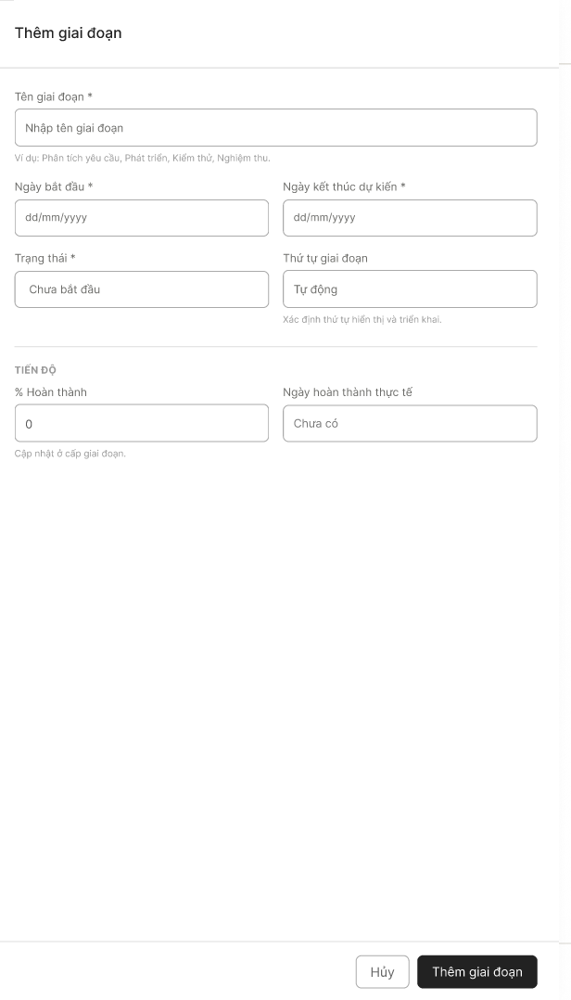 Thêm giai đoạn
Tên giai đoạn *
Nhập tên giai đoạn
Ví dụ: Phân tích yêu cầu, Phát triển, Kiểm thử, Nghiệm thu.
Ngày bắt đầu * Ngày kết thúc dự kiến *
dd/mm/yyyy dd/mm/yyyy
Trạng thái * Thứ tự giai đoạn
Chưa bắt đầu Tự động
Xác định thứ tự hiển thị và triển khai.
TIẾN ĐỘ
% Hoàn thành Ngày hoàn thành thực tế
0 Chưa có
Cập nhật ở cấp giai đoạn.
Hủy Thêm giai đoạn